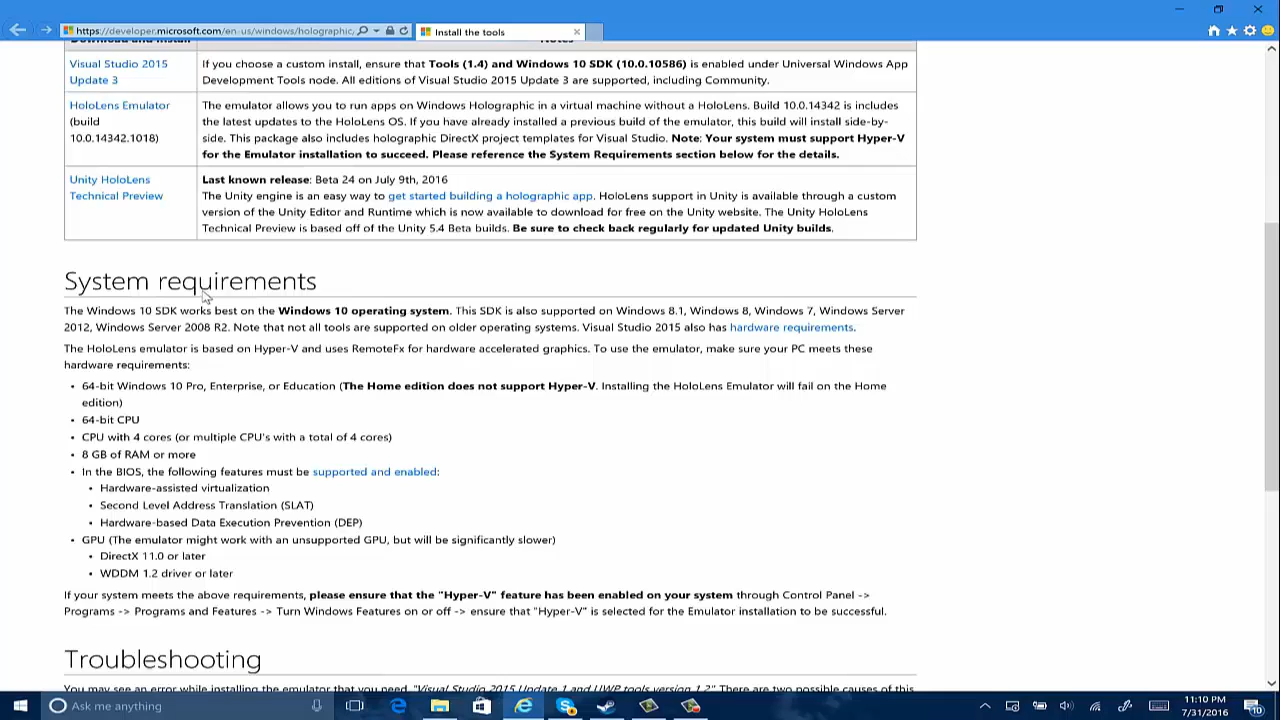 https://developer.microsoft.com/en-us/windows/holographic,
Install the tools
Download and install
Notes
Visual Studio 2015
Update 3
If you choose a custom install, ensure that Tools (1.4) and Windows 10 SDK (10.0.10586) is enabled under Universal Windows App
Development Tools node. All editions of Visual Studio 2015 Update 3 are supported, including Community.
HoloLens Emulator
(build
10.0.14342.1018)
The emulator allows you to run apps on Windows Holographic in a virtual machine without a HoloLens. Build 10.0.14342 is includes
the latest updates to the HoloLens OS. If you have already installed a previous build of the emulator, this build will install side-by-
side. This package also includes holographic DirectX project templates for Visual Studio. Note: Your system must support Hyper-V
for the Emulator installation to succeed. Please reference the System Requirements section below for the details.
Unity HoloLens
Technical Preview
Last known release: Beta 24 on July 9th, 2016
The Unity engine is an easy way to get started building a holographic app. HoloLens support in Unity is available through a custom
version of the Unity Editor and Runtime which is now available to download for free on the Unity website. The Unity HoloLens
Technical Preview is based off of the Unity 5.4 Beta builds. Be sure to check back regularly for updated Unity builds.
System requirements
The Windows 10 SDK works best on the Windows 10 operating system. This SDK is also supported on Windows 8.1, Windows 8, Windows 7, Windows Server
2012, Windows Server 2008 R2. Note that not all tools are supported on older operating systems. Visual Studio 2015 also has hardware requirements.
The HoloLens emulator is based on Hyper-V and uses RemoteFx for hardware accelerated graphics. To use the emulator, make sure your PC meets these
hardware requirements:
• 64-bit Windows 10 Pro, Enterprise, or Education (The Home edition does not support Hyper-V. Installing the HoloLens Emulator will fail on the Home
edition)
• 64-bit CPU
• CPU with 4 cores (or multiple CPU's with a total of 4 cores)
• 8 GB of RAM or more
• In the BIOS, the following features must be supported and enabled:
• Hardware-assisted virtualization
• Second Level Address Translation (SLAT)
• Hardware-based Data Execution Prevention (DEP)
• GPU (The emulator might work with an unsupported GPU, but will be significantly slower)
• DirectX 11.0 or later
• WDDM 1.2 driver or later
If your system meets the above requirements, please ensure that the "Hyper-V" feature has been enabled on your system through Control Panel ->
Programs -> Programs and Features -> Turn Windows Features on or off -> ensure that "Hyper-V" is selected for the Emulator installation to be successful.
Troubleshooting
You may see an error while installing the emulator that you need "Visual Studio 2015 Update 1 and UWP tools version 1.2" There are two possible causes of this
Ask me anything
11:10 PM
7/31/2016
10